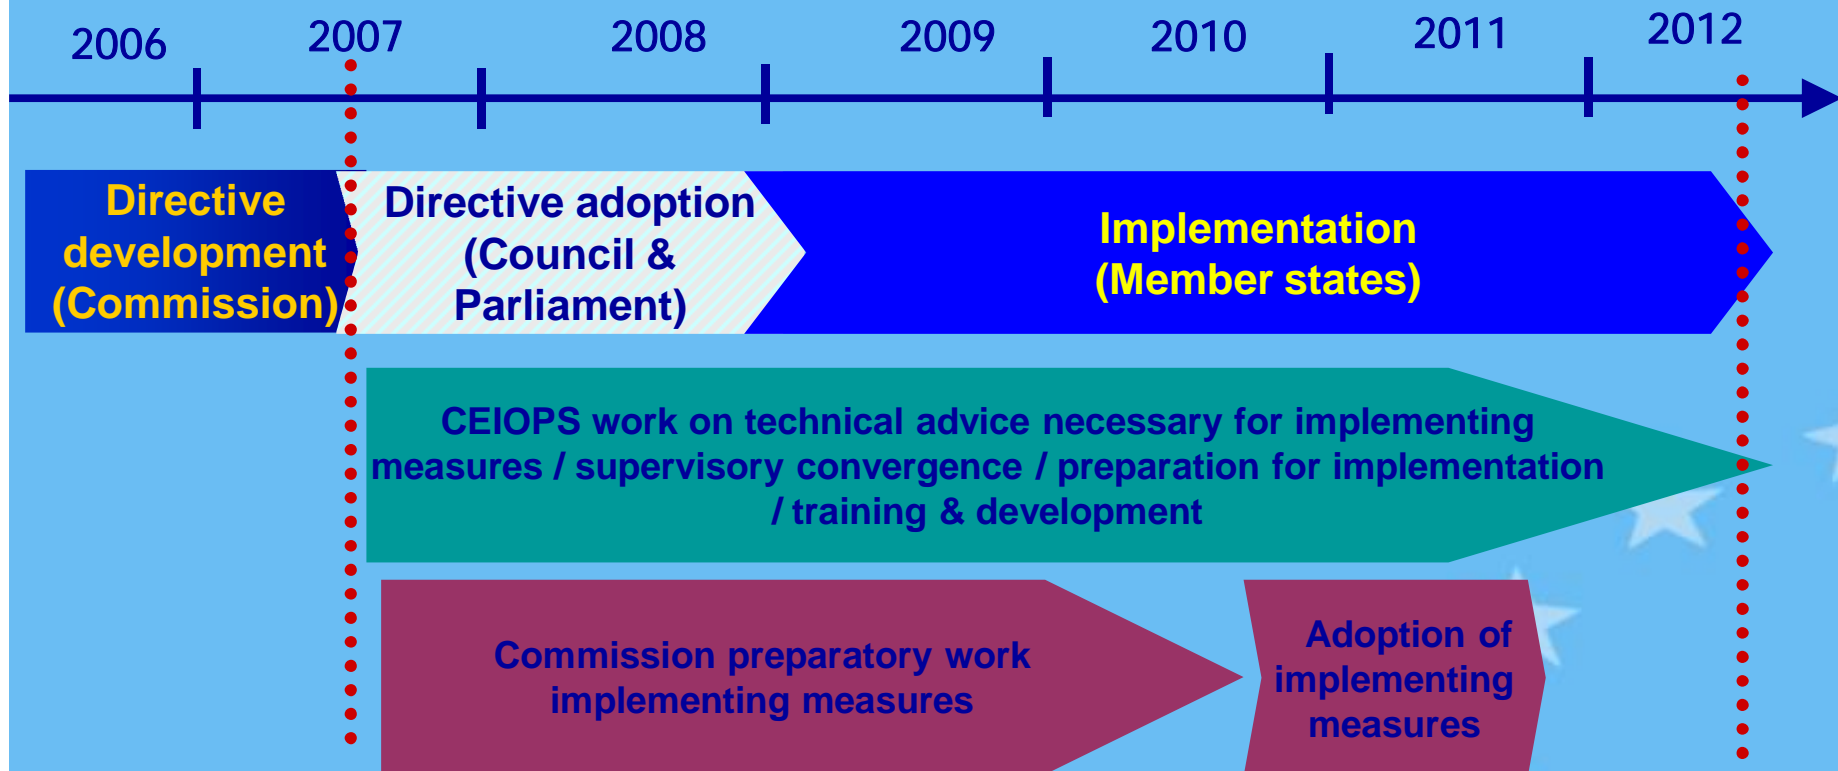 2006 2007 2008 2009 2010 2011 2012
Directive
development
(Commission)
Directive adoption
(Council &
Parliament)
Implementation
(Member states)
CEIOPS work on technical advice necessary for implementing
measures / supervisory convergence / preparation for implementation
/ training & development
Commission preparatory work
implementing measures
Adoption of
implementing
measures